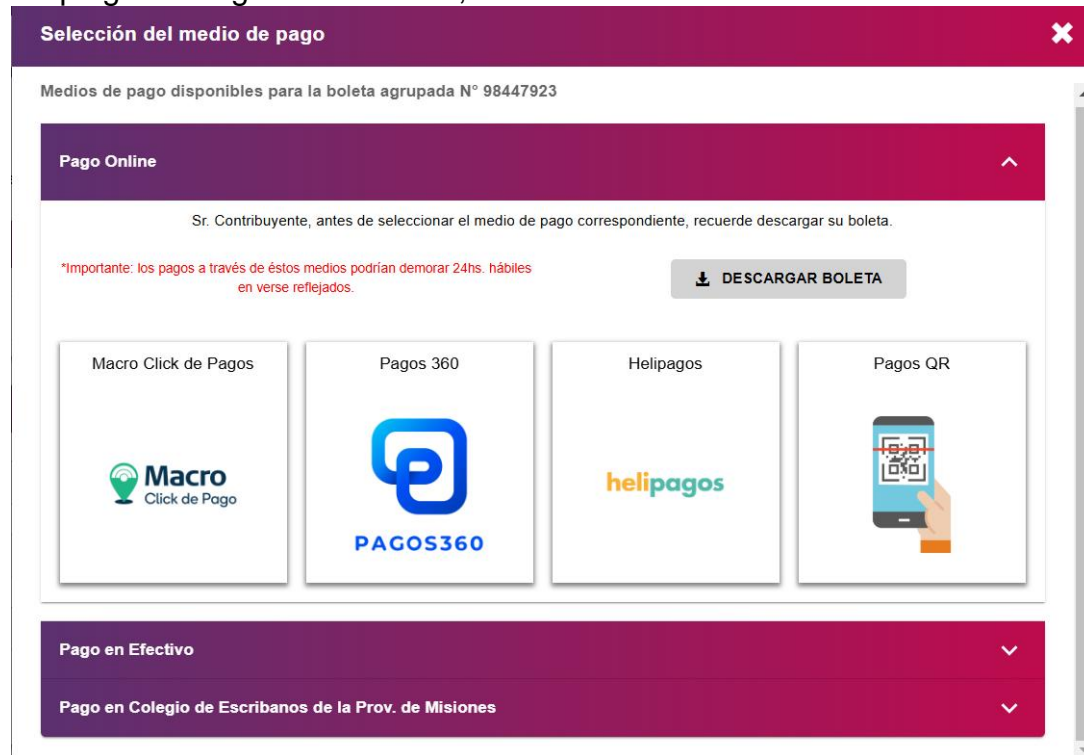 Selección del medio de pago
Medios de pago disponibles para la boleta agrupada N° 98447923
Pago Online
Sr. Contribuyente, antes de seleccionar el medio de pago correspondiente, recuerde descargar su boleta.
*Importante: los pagos a través de éstos medios podrían demorar 24hs. hábiles
en verse reflejados.
DESCARGAR BOLETA
Macro Click de Pagos
Pagos 360
Helipagos
Pagos QR
Macro
Click de Pago
PAGOS360
helipagos
Pago en Efectivo
Pago en Colegio de Escribanos de la Prov. de Misiones